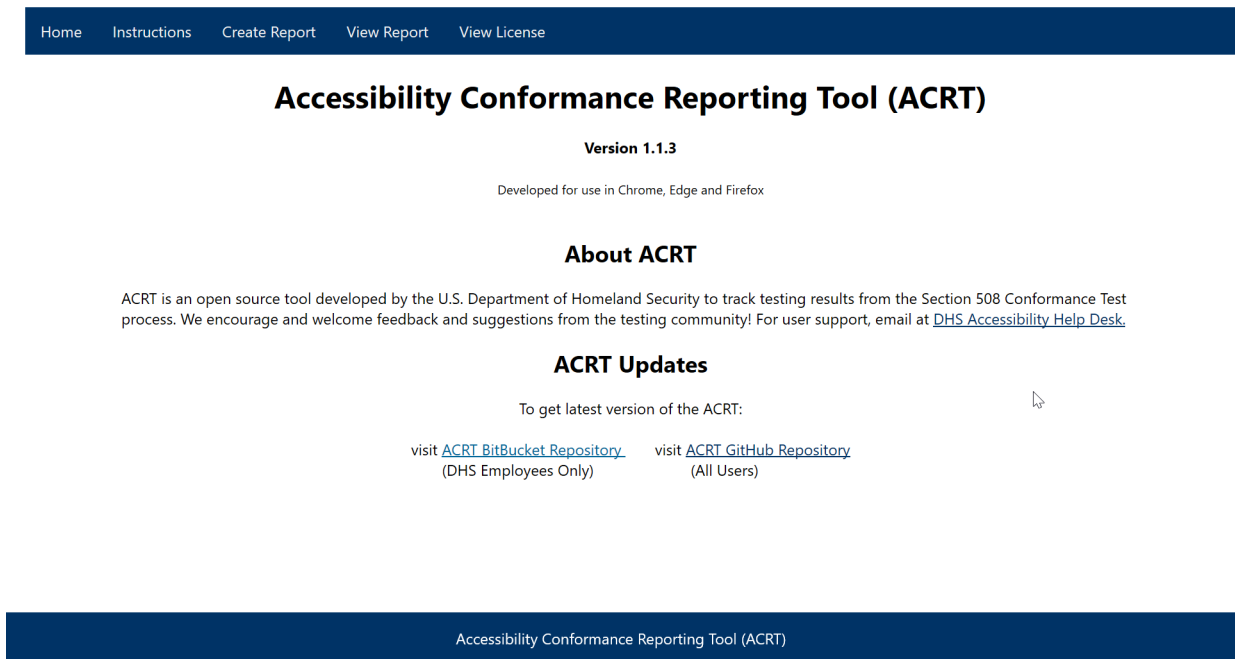 Home Instructions Create Report View Report View License
Accessibility Conformance Reporting Tool (ACRT)
Version 1.1.3
Developed for use in Chrome, Edge and Firefox
About ACRT
ACRT is an open source tool developed by the U.S. Department of Homeland Security to track testing results from the Section 508 Conformance Test
process. We encourage and welcome feedback and suggestions from the testing community! For user support, email at DHS Accessibility Help Desk.
ACRT Updates
To get latest version of the ACRT:
visit ACRT BitBucket Repository visit ACRT GitHub Repository
(DHS Employees Only) (All Users)
Accessibility Conformance Reporting Tool (ACRT)